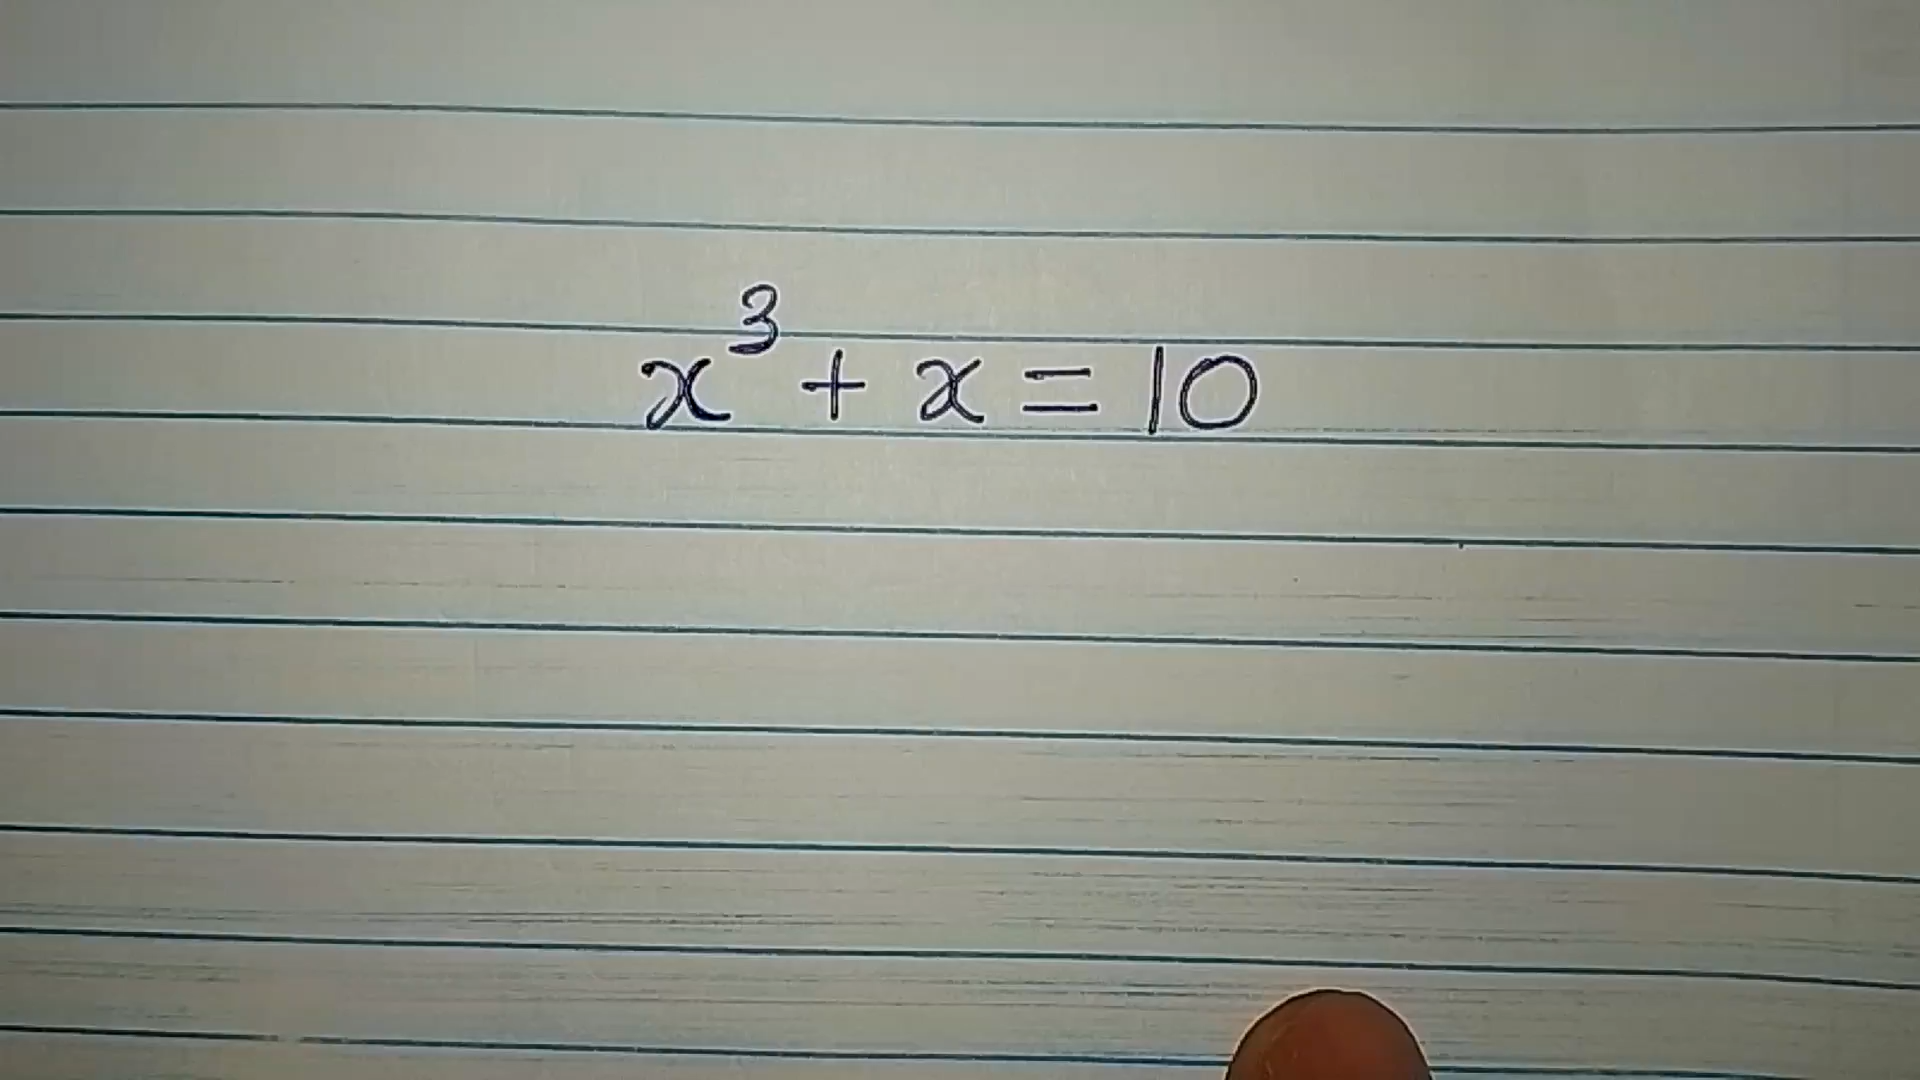 x³ + x = 10